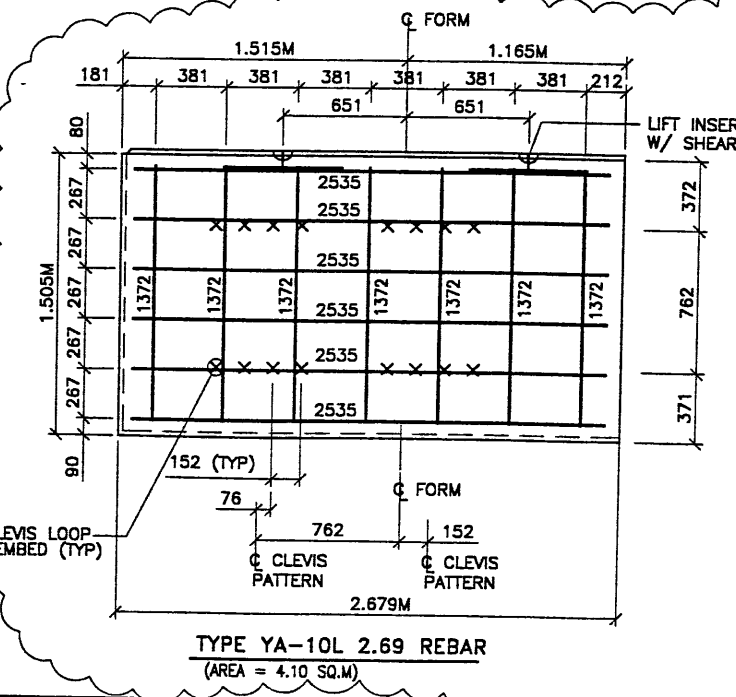 ℄ FORM
1.515M
1.165M
181
381
381
381
381
381
381
212
651
651
80
LIFT INSER
W/ SHEAR
267
267
267
267
267
90
1.505M
2535
2535
2535
2535
2535
2535
1372
1372
1372
1372
1372
1372
1372
372
762
371
152 (TYP)
76
℄ FORM
LEVIS LOOP
EMBED (TYP)
762
152
℄ CLEVIS
PATTERN
℄ CLEVIS
PATTERN
2.679M
TYPE YA-10L 2.69 REBAR
(AREA = 4.10 SQ.M)